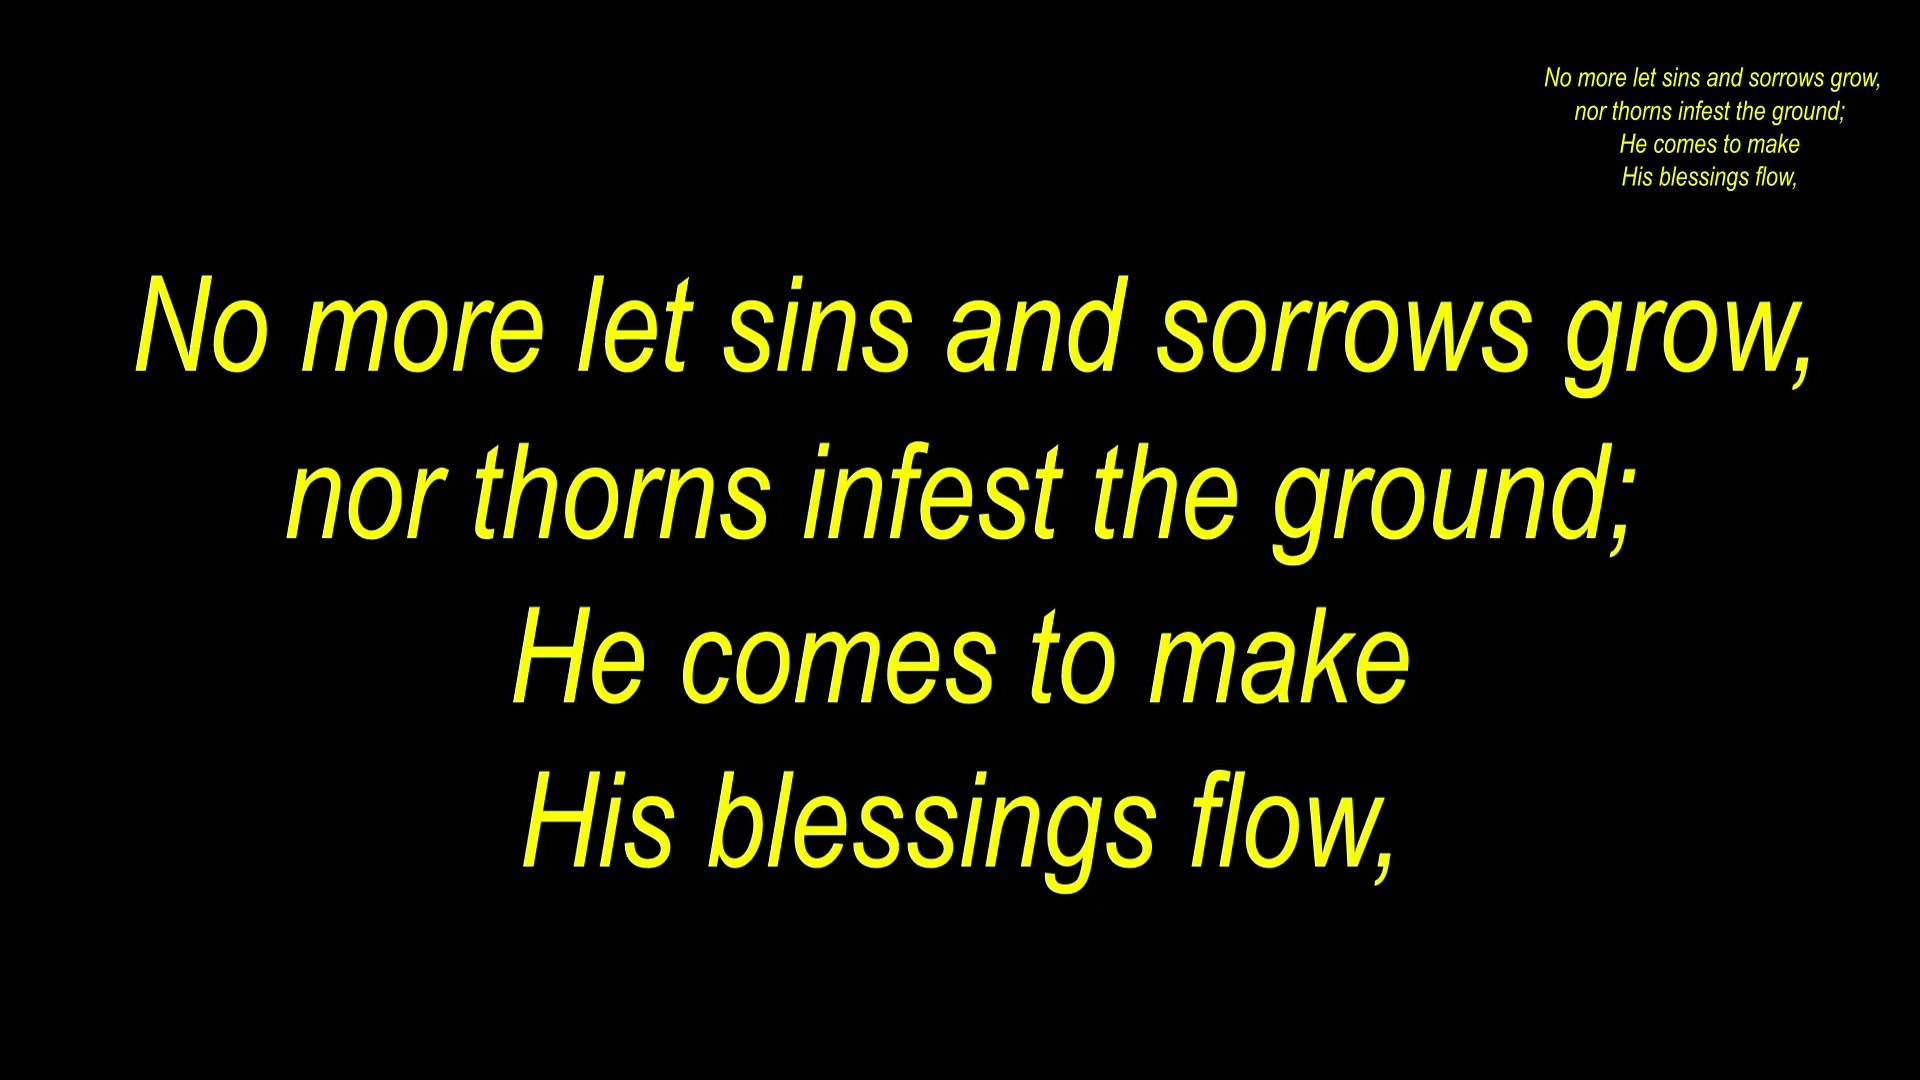 No more let sins and sorrows grow,
nor thorns infest the ground;
He comes to make
His blessings flow,
No more let sins and sorrows grow,
nor thorns infest the ground;
He comes to make
His blessings flow,